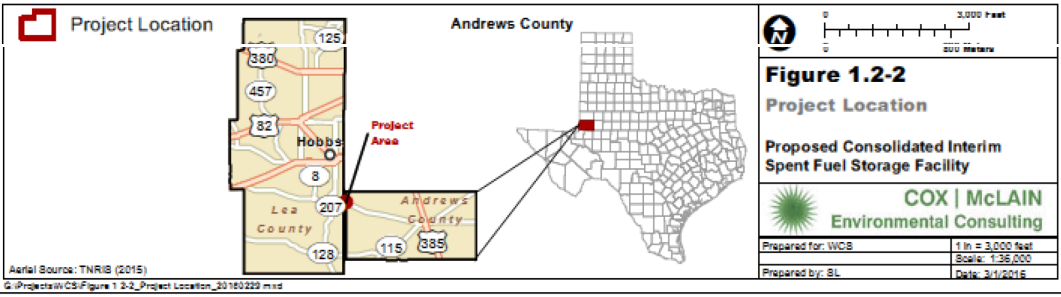 Project Location
Andrews County
125
380
457
82
Hobbs
Project
Area
8
207
Lea
County
Andrews
County
115
385
128
Aerial Source: TNRIS (2015)
G:\Projects\WCS\Figure 1 2-2_Project Location_20160229 mxd
N
0
3,000 Feet
0
800 Meters
Figure 1.2-2
Project Location
Proposed Consolidated Interim
Spent Fuel Storage Facility
COX | McLAIN
Environmental Consulting
Prepared for: WCS
1 in = 3,000 feet
Scale: 1:36,000
Prepared by: SL
Date: 3/1/2016